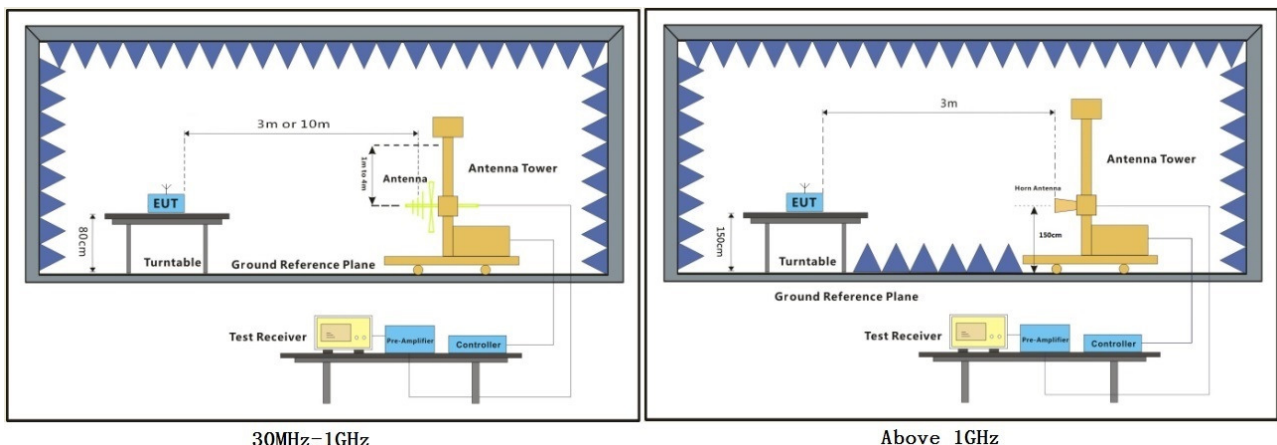 3m or 10m
1m to 4m
Antenna
Antenna Tower
EUT
80cm
Turntable
Ground Reference Plane
Test Receiver
Pre-Amplifier
Controller
30MHz-1GHz
3m
Antenna Tower
Horn Antenna
EUT
150cm
150cm
Turntable
Ground Reference Plane
Test Receiver
Pre-Amplifier
Controller
Above 1GHz